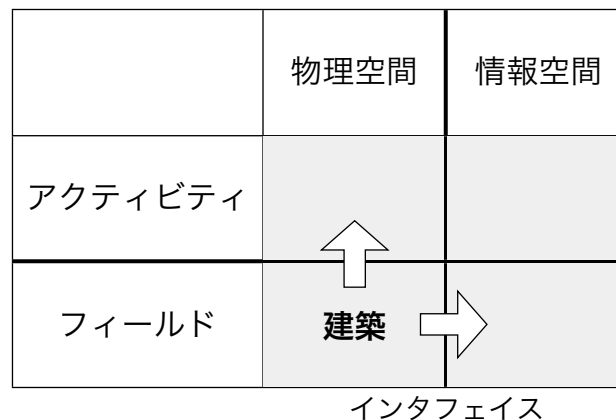 物理空間
情報空間
アクティビティ
フィールド
建築
インタフェイス